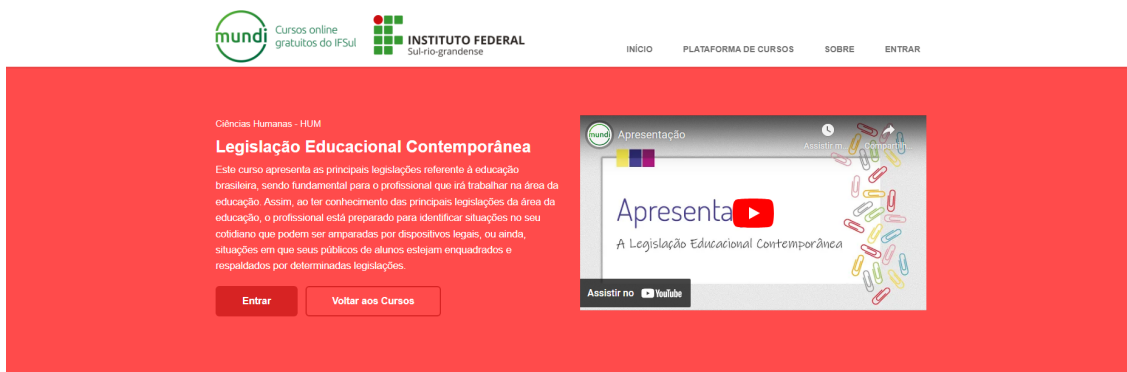 mundi
Cursos online
gratuitos do IFSul
INSTITUTO FEDERAL
Sul-rio-grandense
INÍCIO
PLATAFORMA DE CURSOS
SOBRE
ENTRAR
Ciências Humanas - HUM
Legislação Educacional Contemporânea
Este curso apresenta as principais legislações referente à educação
brasileira, sendo fundamental para o profissional que irá trabalhar na área da
educação. Assim, ao ter conhecimento das principais legislações da área da
educação, o profissional está preparado para identificar situações no seu
cotidiano que podem ser amparadas por dispositivos legais, ou ainda,
situações em que seus públicos de alunos estejam enquadrados e
respaldados por determinadas legislações.
Entrar
Voltar aos Cursos
mundi
Apresentação
Assistir m...
Compartilh...
Apresenta
A Legislação Educacional Contemporânea
Assistir no YouTube